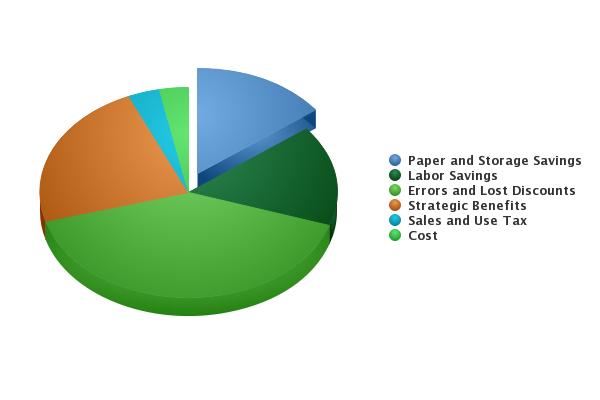 Paper and Storage Savings
Labor Savings
Errors and Lost Discounts
Strategic Benefits
Sales and Use Tax
Cost